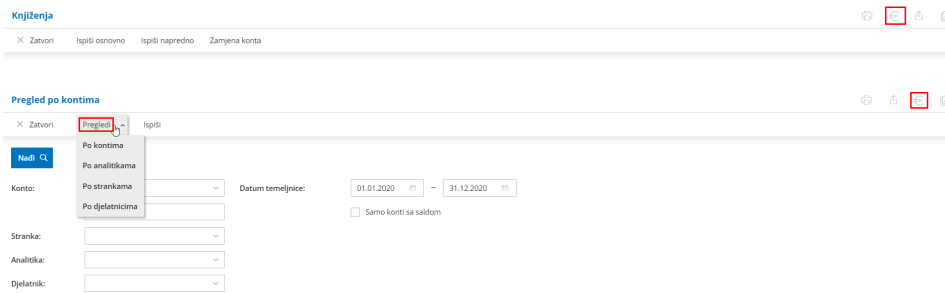 Knjiženja
Zatvori Ispiši osnovno Ispiši napredno Zamjena konta
Pregled po kontima
Zatvori Pregledi Ispiši
Po kontima
Nađi
Po analitikama
Konto: Po strankama Datum temeljnice: 01.01.2020 – 31.12.2020
Po djelatnicima
Samo konti sa saldom
Stranka:
Analitika:
Djelatnik: